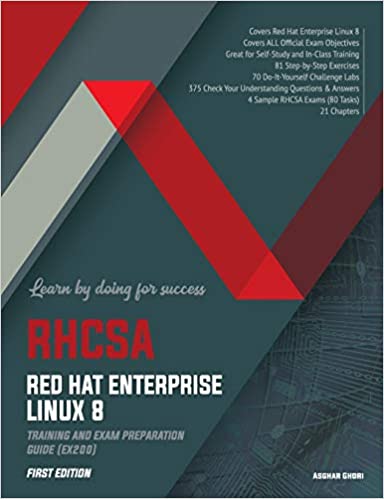 Covers Red Hat Enterprise Linux 8
Covers ALL Official Exam Objectives
Great for Self-Study and In-Class Training
81 Step-by-Step Exercises
70 Do-It-Yourself Challenge Labs
375 Check Your Understanding Questions & Answers
4 Sample RHCSA Exams (80 Tasks)
21 Chapters
Learn by doing for success
RHCSA
RED HAT ENTERPRISE
LINUX 8
TRAINING AND EXAM PREPARATION
GUIDE (EX200)
FIRST EDITION
ASGHAR GHORI